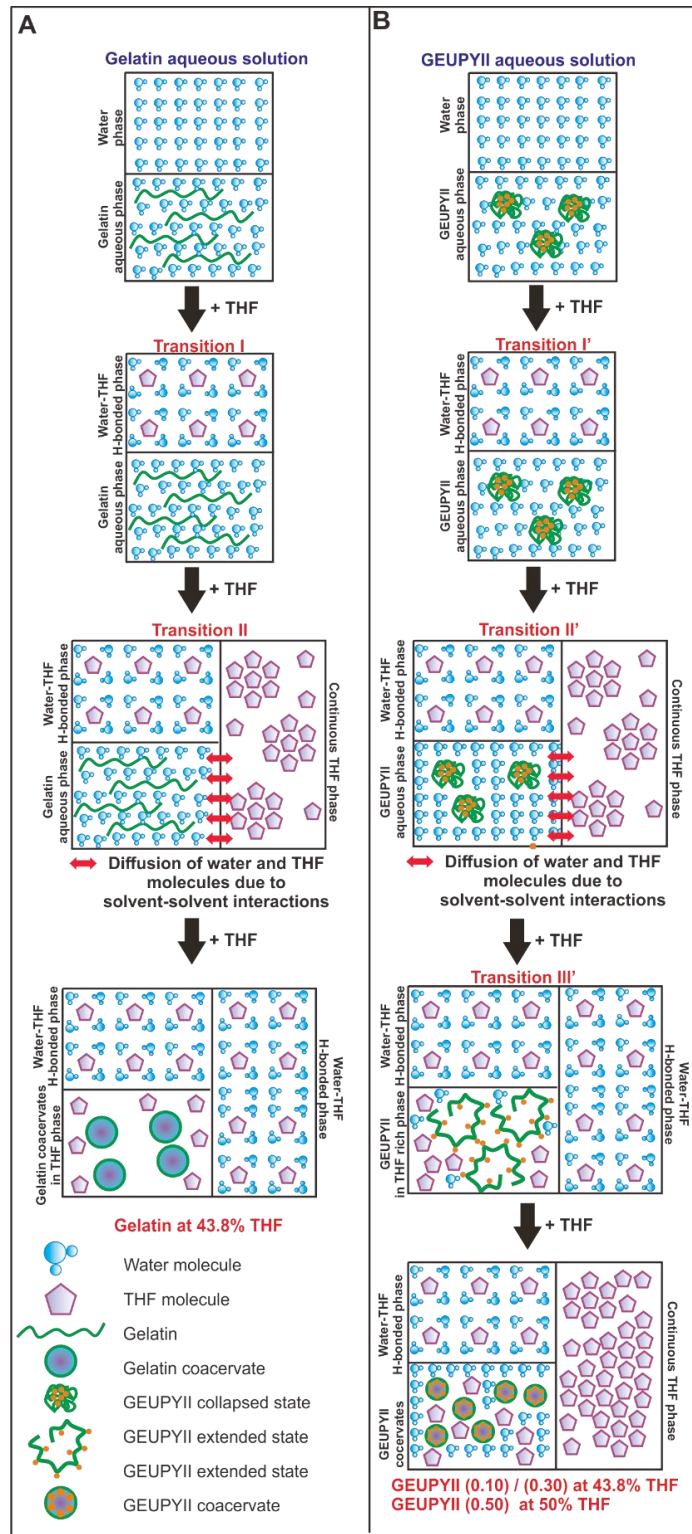 A
Gelatin aqueous solution
Water
phase
Gelatin
aqueous phase
+ THF
Transition I
Water-THF
H-bonded phase
Gelatin
aqueous phase
+ THF
Transition II
Water-THF
H-bonded phase
Gelatin
aqueous phase
Continuous THF phase
Diffusion of water and THF
molecules due to
solvent-solvent interactions
+ THF
Water-THF
H-bonded phase
Gelatin coacervates
in THF phase
Water-THF
H-bonded phase
Gelatin at 43.8% THF
Water molecule
THF molecule
Gelatin
Gelatin coacervate
GEUPYII collapsed state
GEUPYII extended state
GEUPYII extended state
GEUPYII coacervate
B
GEUPYII aqueous solution
Water
phase
GEUPYII
aqueous phase
+ THF
Transition I'
Water-THF
H-bonded phase
GEUPYII
aqueous phase
+ THF
Transition II'
Water-THF
H-bonded phase
GEUPYII
aqueous phase
Continuous THF phase
Diffusion of water and THF
molecules due to
solvent-solvent interactions
+ THF
Transition III'
Water-THF
H-bonded phase
GEUPYII
in THF rich phase
Water-THF
H-bonded phase
+ THF
Water-THF
H-bonded phase
GEUPYII
cocervates
Continuous THF phase
GEUPYII (0.10) / (0.30) at 43.8% THF
GEUPYII (0.50) at 50% THF